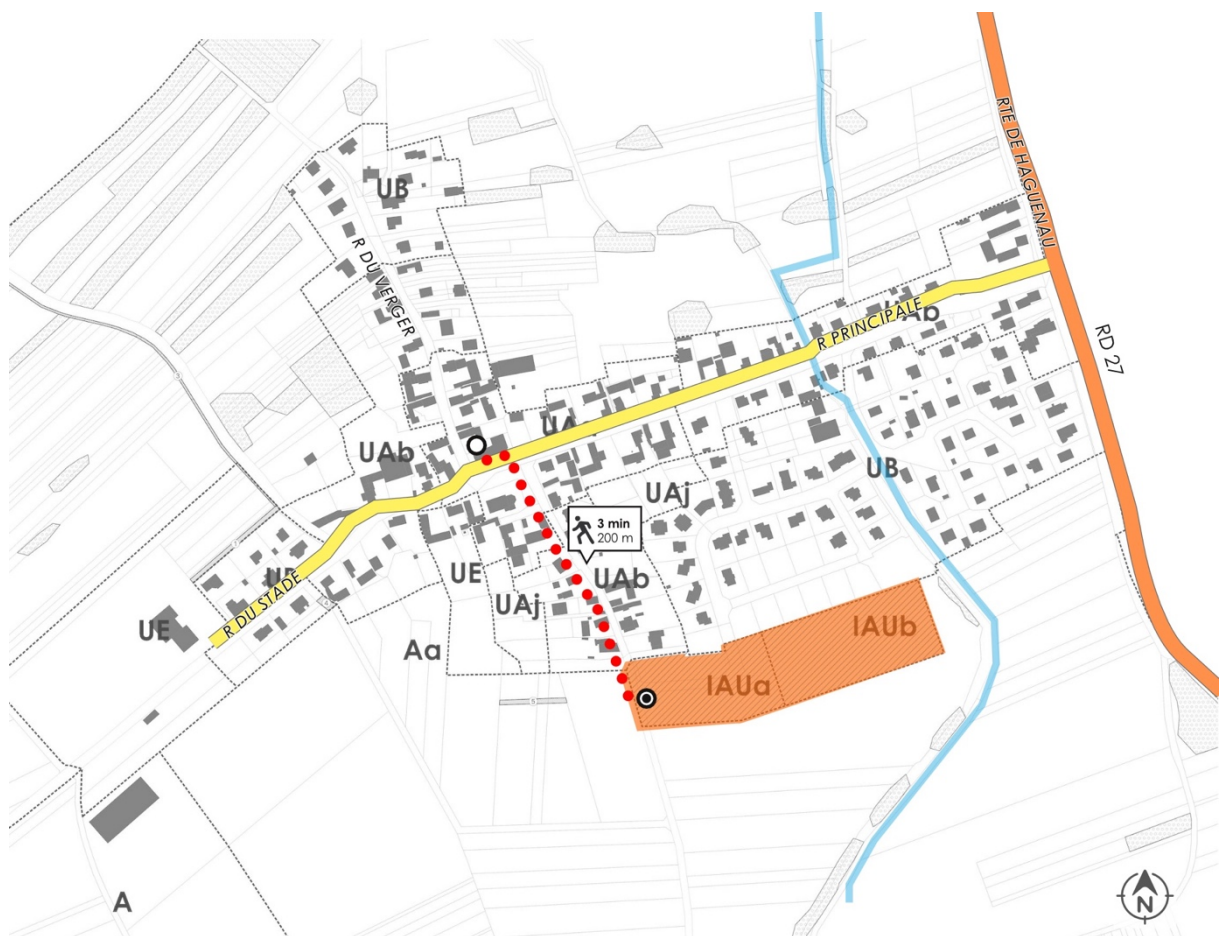 RTE DE HAGUENAU
UB
R DU VERGER
R PRINCIPALE
RD 27
UAb
UB
UAj
3 min
200 m
UE
UAb
UAj
R DU STADE
UE
Aa
IAUb
IAUa
A
N